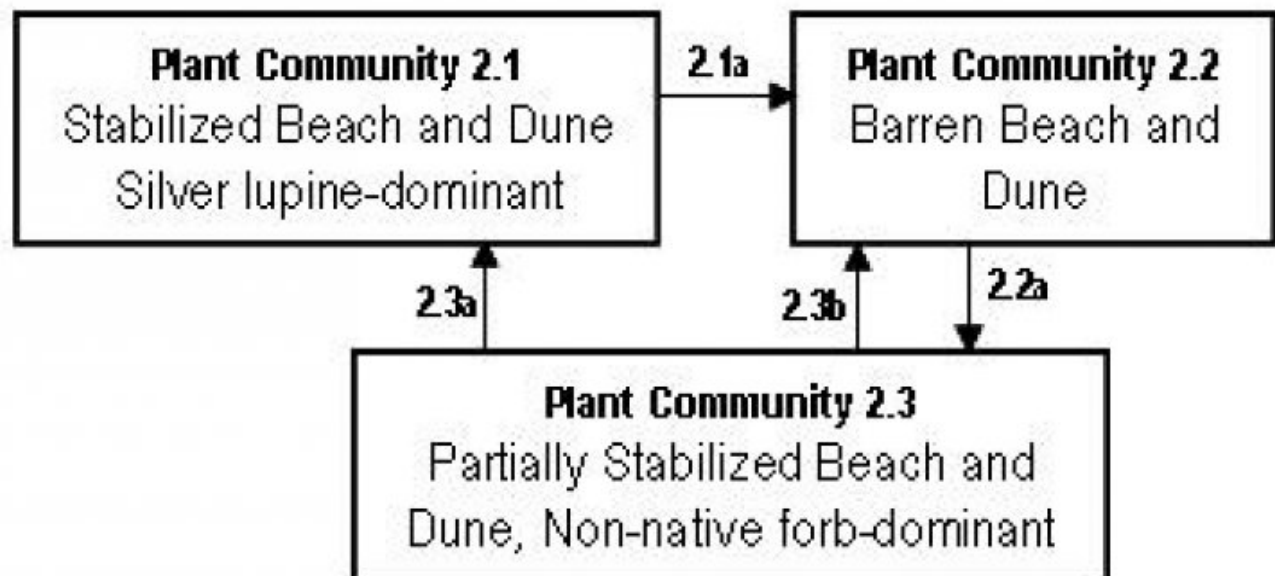 Plant Community 2.1
Stabilized Beach and Dune
Silver lupine-dominant
2.1a
Plant Community 2.2
Barren Beach and
Dune
2.3a
2.3b
2.2a
Plant Community 2.3
Partially Stabilized Beach and
Dune, Non-native forb-dominant